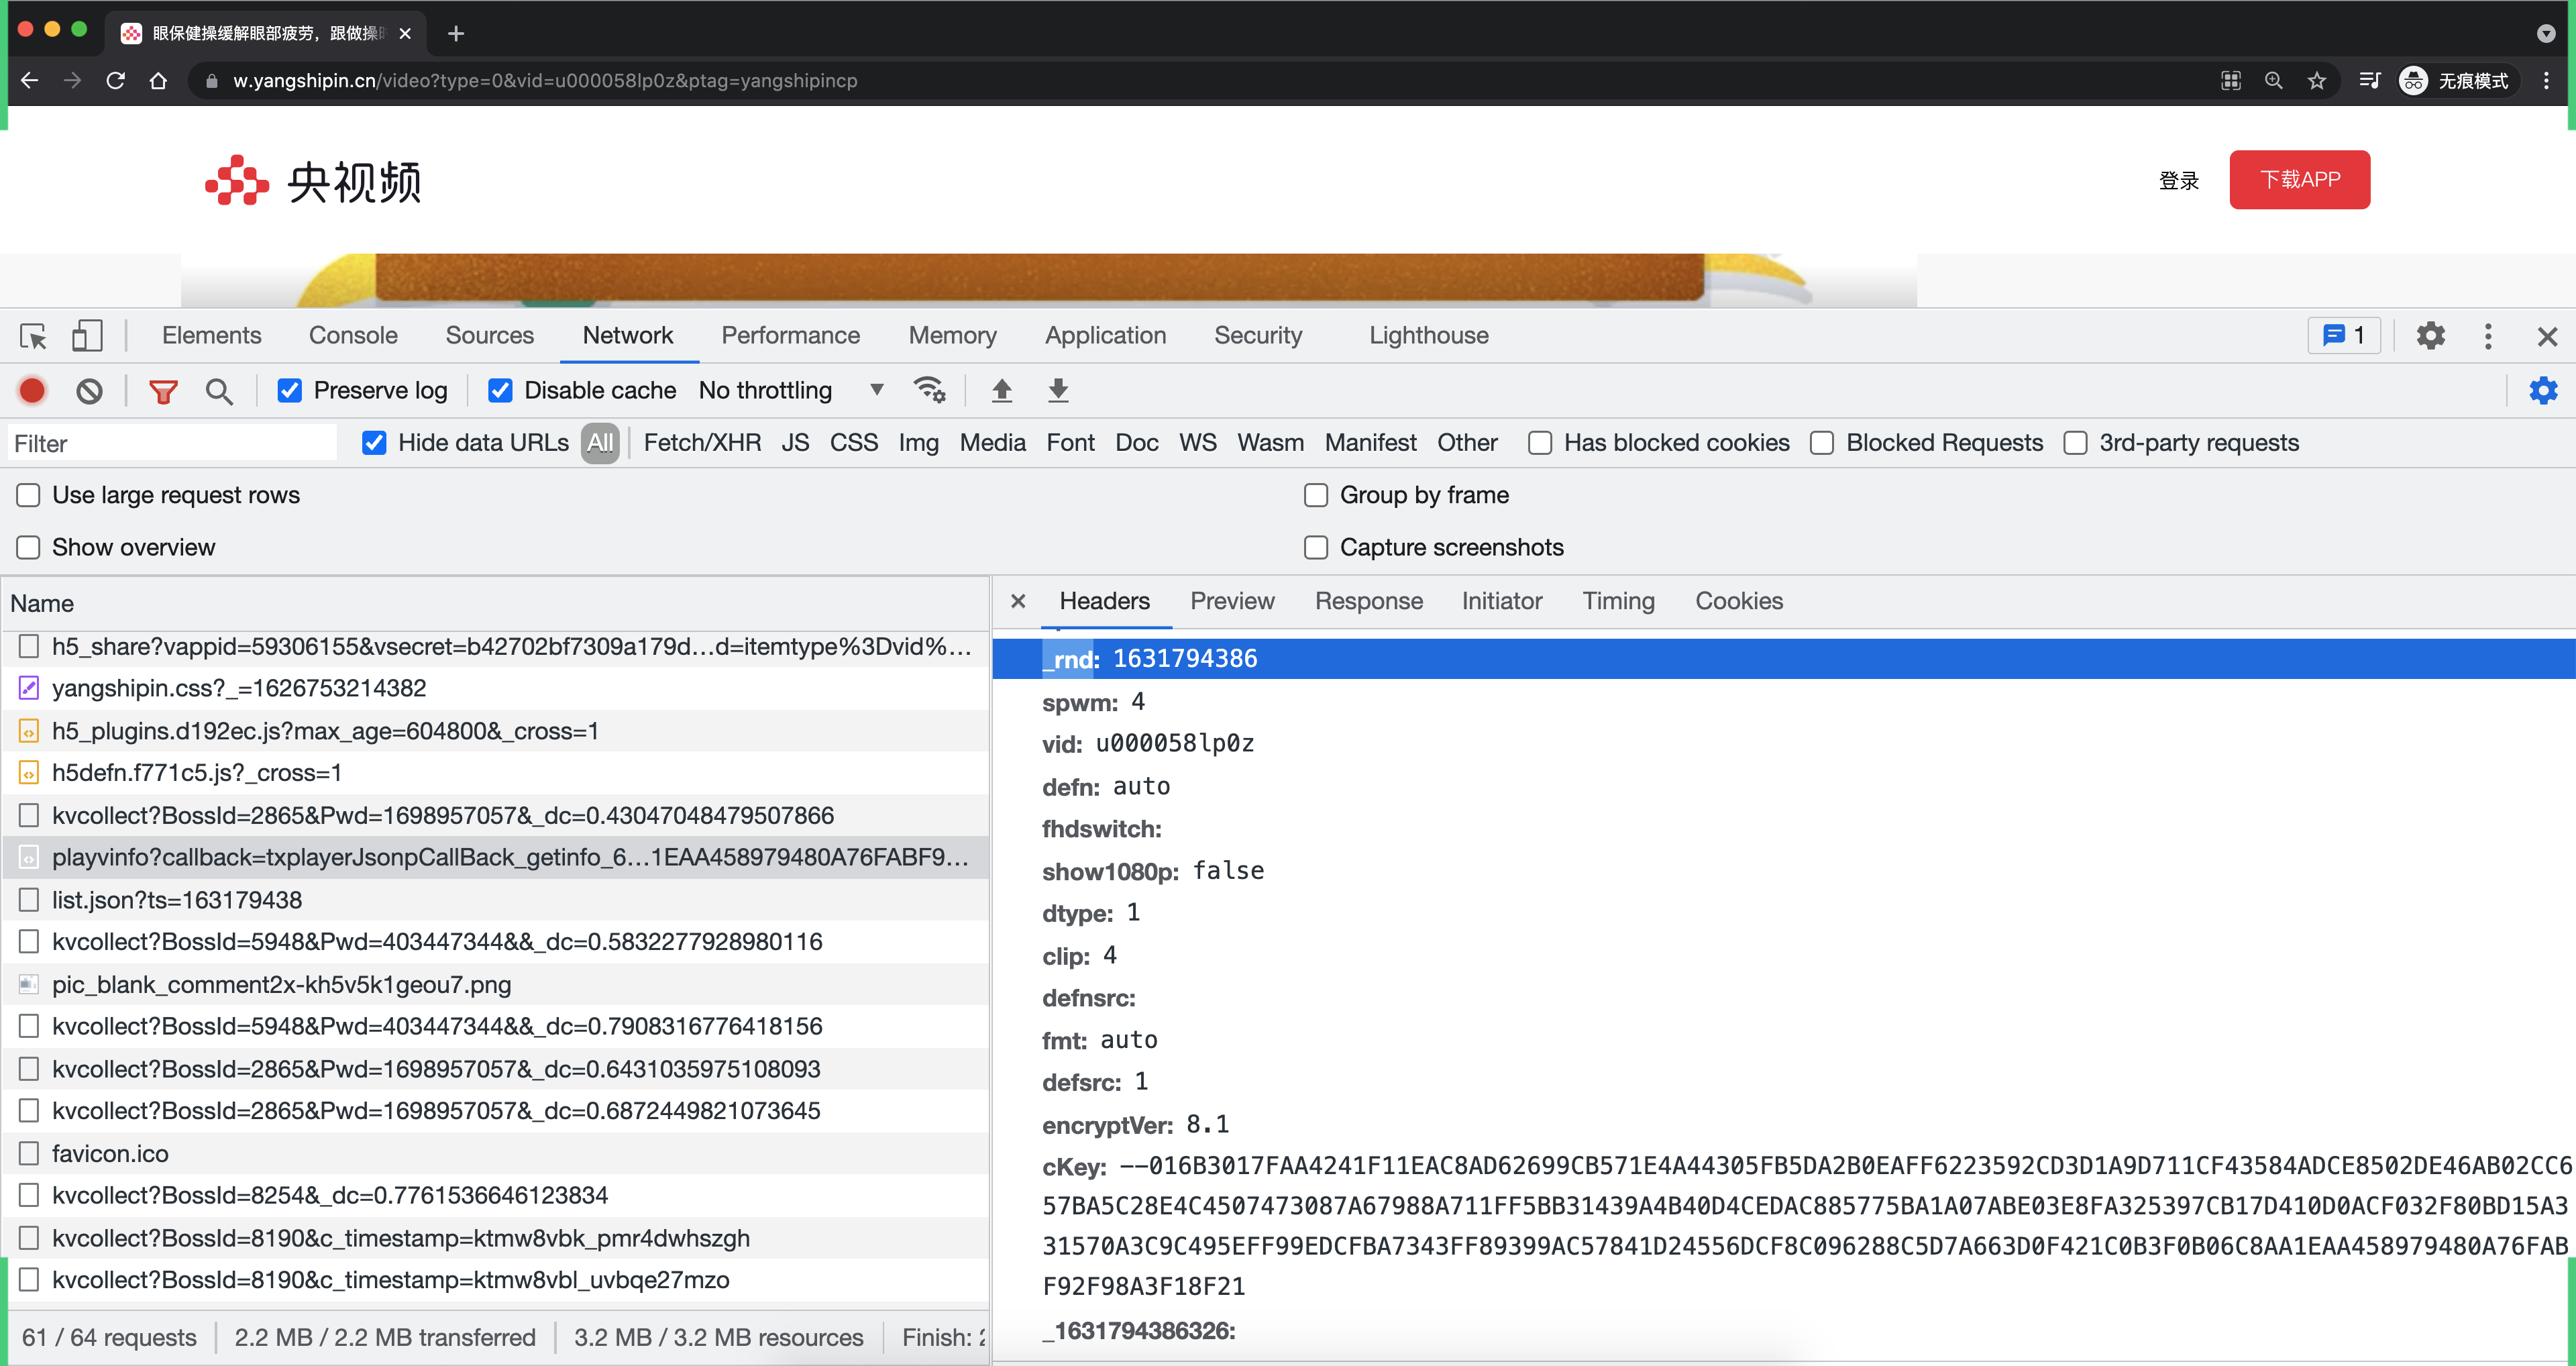 眼保健操缓解眼部疲劳，跟做操
w.yangshipin.cn/video?type=0&vid=u000058lp0z&ptag=yangshipincp
无痕模式
央视频
登录
下载APP
Elements Console Sources Network Performance Memory Application Security Lighthouse
1
Preserve log Disable cache No throttling
Filter Hide data URLs All Fetch/XHR JS CSS Img Media Font Doc WS Wasm Manifest Other Has blocked cookies Blocked Requests 3rd-party requests
Use large request rows Group by frame
Show overview Capture screenshots
Name
h5_share?vappid=59306155&vsecret=b42702bf7309a179d…d=itemtype%3Dvid%…
yangshipin.css?_=1626753214382
h5_plugins.d192ec.js?max_age=604800&_cross=1
h5defn.f771c5.js?_cross=1
kvcollect?BossId=2865&Pwd=1698957057&_dc=0.43047048479507866
playvinfo?callback=txplayerJsonpCallBack_getinfo_6…1EAA458979480A76FABF9…
list.json?ts=163179438
kvcollect?BossId=5948&Pwd=403447344&&_dc=0.5832277928980116
pic_blank_comment2x-kh5v5k1geou7.png
kvcollect?BossId=5948&Pwd=403447344&&_dc=0.7908316776418156
kvcollect?BossId=2865&Pwd=1698957057&_dc=0.6431035975108093
kvcollect?BossId=2865&Pwd=1698957057&_dc=0.6872449821073645
favicon.ico
kvcollect?BossId=8254&_dc=0.7761536646123834
kvcollect?BossId=8190&c_timestamp=ktmw8vbk_pmr4dwhszgh
kvcollect?BossId=8190&c_timestamp=ktmw8vbl_uvbqe27mzo
61 / 64 requests 2.2 MB / 2.2 MB transferred 3.2 MB / 3.2 MB resources Finish:
Headers Preview Response Initiator Timing Cookies
_rnd: 1631794386
spwm: 4
vid: u000058lp0z
defn: auto
fhdswitch:
show1080p: false
dtype: 1
clip: 4
defnsrc:
fmt: auto
defsrc: 1
encryptVer: 8.1
cKey: --016B3017FAA4241F11EAC8AD62699CB571E4A44305FB5DA2B0EAFF6223592CD3D1A9D711CF43584ADCE8502DE46AB02CC6
57BA5C28E4C4507473087A67988A711FF5BB31439A4B40D4CEDAC885775BA1A07ABE03E8FA325397CB17D410D0ACF032F80BD15A3
31570A3C9C495EFF99EDCFBA7343FF89399AC57841D24556DCF8C096288C5D7A663D0F421C0B3F0B06C8AA1EAA458979480A76FAB
F92F98A3F18F21
_1631794386326: